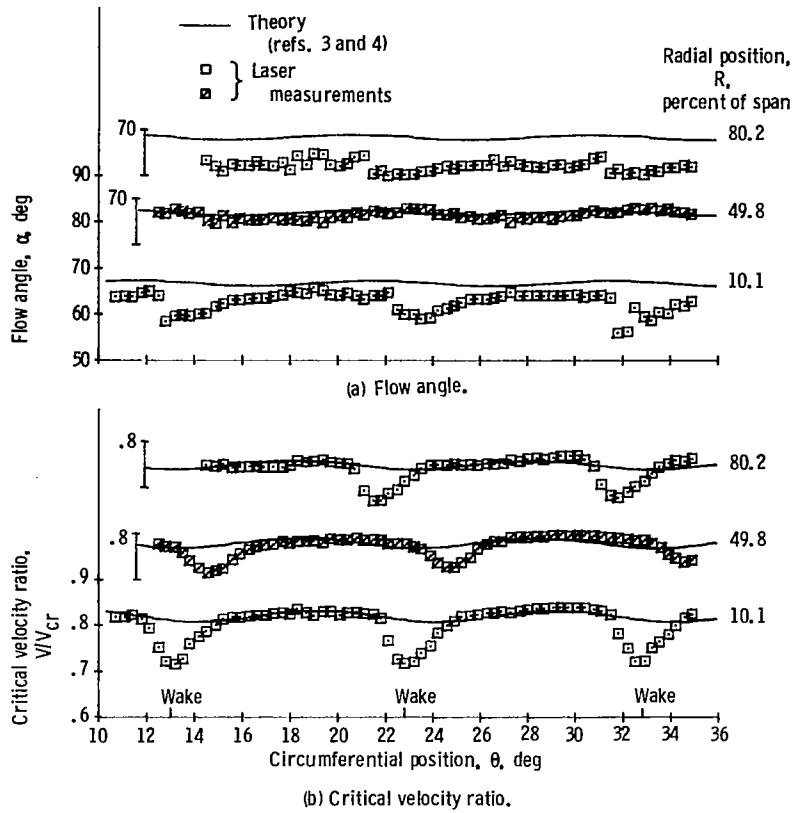 Theory
(refs. 3 and 4)
Laser
measurements
Radial position,
R,
percent of span
70
80.2
90
70
80
49.8
70
10.1
60
50
Flow angle, α, deg
(a) Flow angle.
.8
80.2
.8
49.8
.9
.8
10.1
.7
Wake Wake Wake
.6
Critical velocity ratio,
V/Vcr
10 12 14 16 18 20 22 24 26 28 30 32 34 36
Circumferential position, θ, deg
(b) Critical velocity ratio.